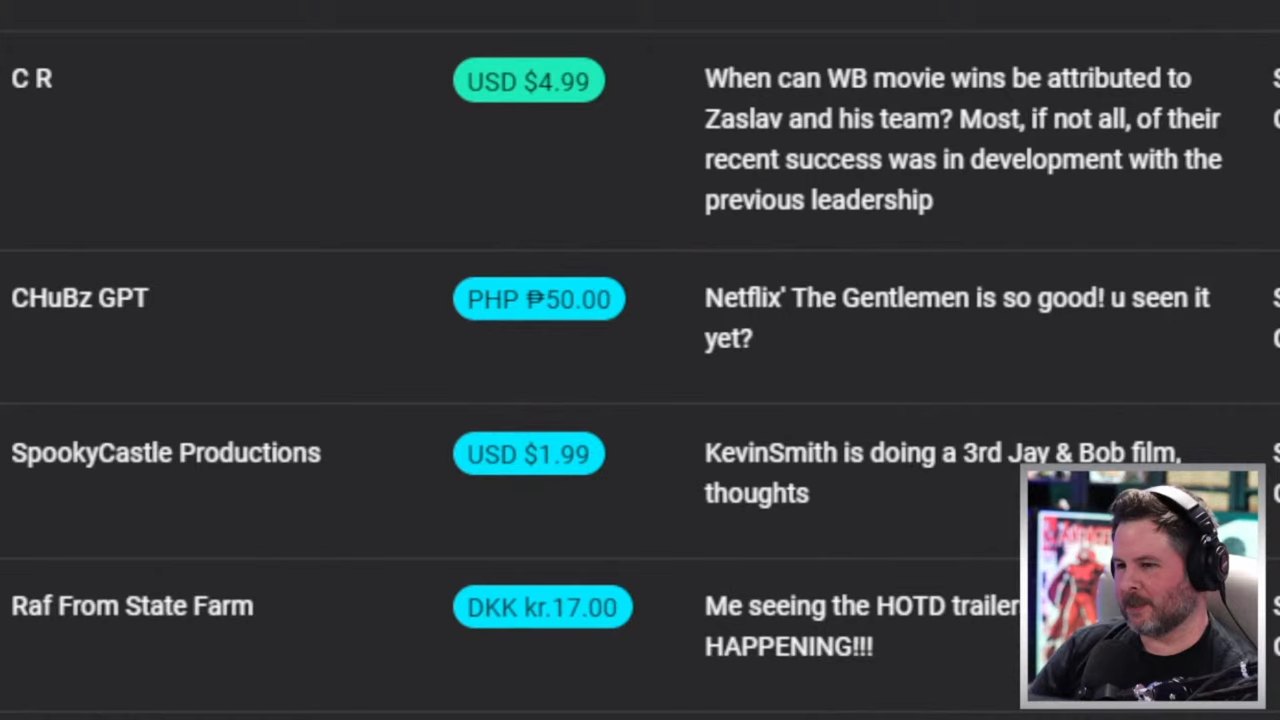 C R
USD $4.99
When can WB movie wins be attributed to
Zaslav and his team? Most, if not all, of their
recent success was in development with the
previous leadership
CHuBz GPT
PHP ₱50.00
Netflix' The Gentlemen is so good! u seen it
yet?
SpookyCastle Productions
USD $1.99
KevinSmith is doing a 3rd Jay & Bob film,
thoughts
Raf From State Farm
DKK kr.17.00
Me seeing the HOTD trailer
HAPPENING!!!